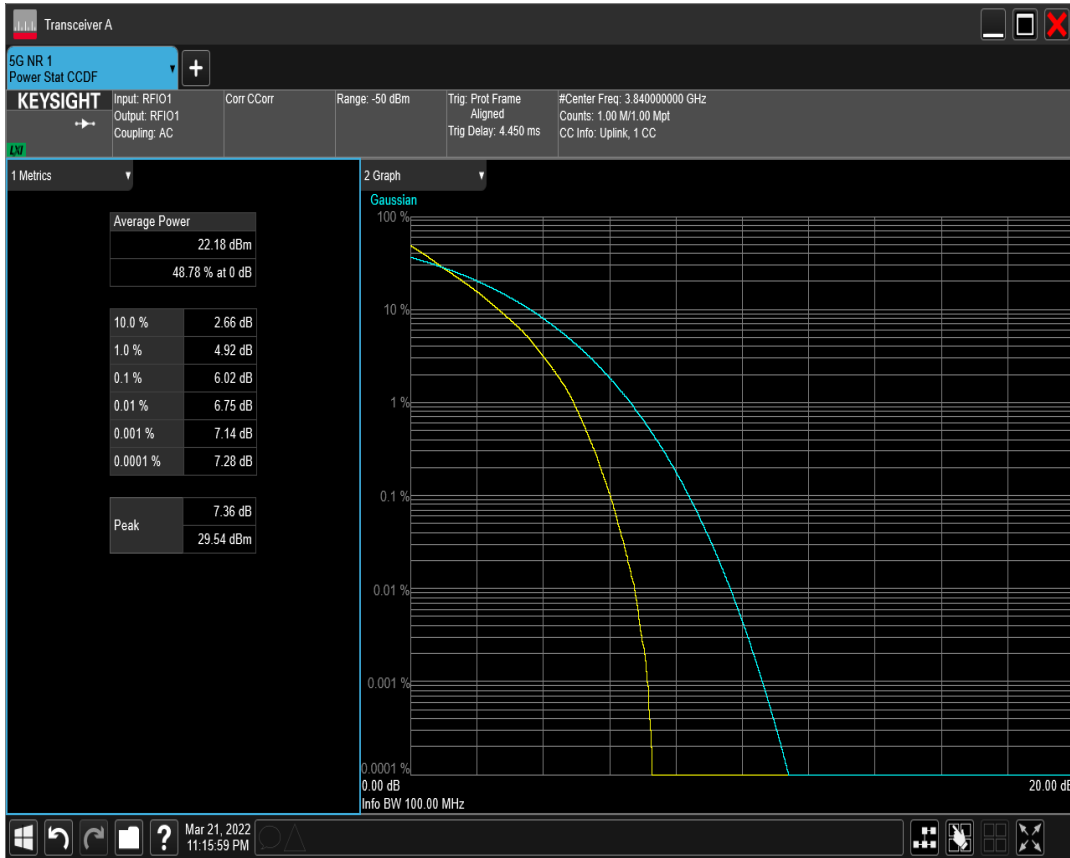 Transceiver A
5G NR 1
Power Stat CCDF
+
KEYSIGHT
LXI
Input: RFIO1
Output: RFIO1
Coupling: AC
Corr CCorr
Range: -50 dBm
Trig: Prot Frame
Aligned
Trig Delay: 4.450 ms
#Center Freq: 3.840000000 GHz
Counts: 1.00 M/1.00 Mpt
CC Info: Uplink, 1 CC
1 Metrics
Average Power
22.18 dBm
48.78 % at 0 dB
10.0 % 2.66 dB
1.0 % 4.92 dB
0.1 % 6.02 dB
0.01 % 6.75 dB
0.001 % 7.14 dB
0.0001 % 7.28 dB
Peak
7.36 dB
29.54 dBm
2 Graph
Gaussian
100 %
10 %
1 %
0.1 %
0.01 %
0.001 %
0.0001 %
0.00 dB 20.00 dB
Info BW 100.00 MHz
?
Mar 21, 2022
11:15:59 PM